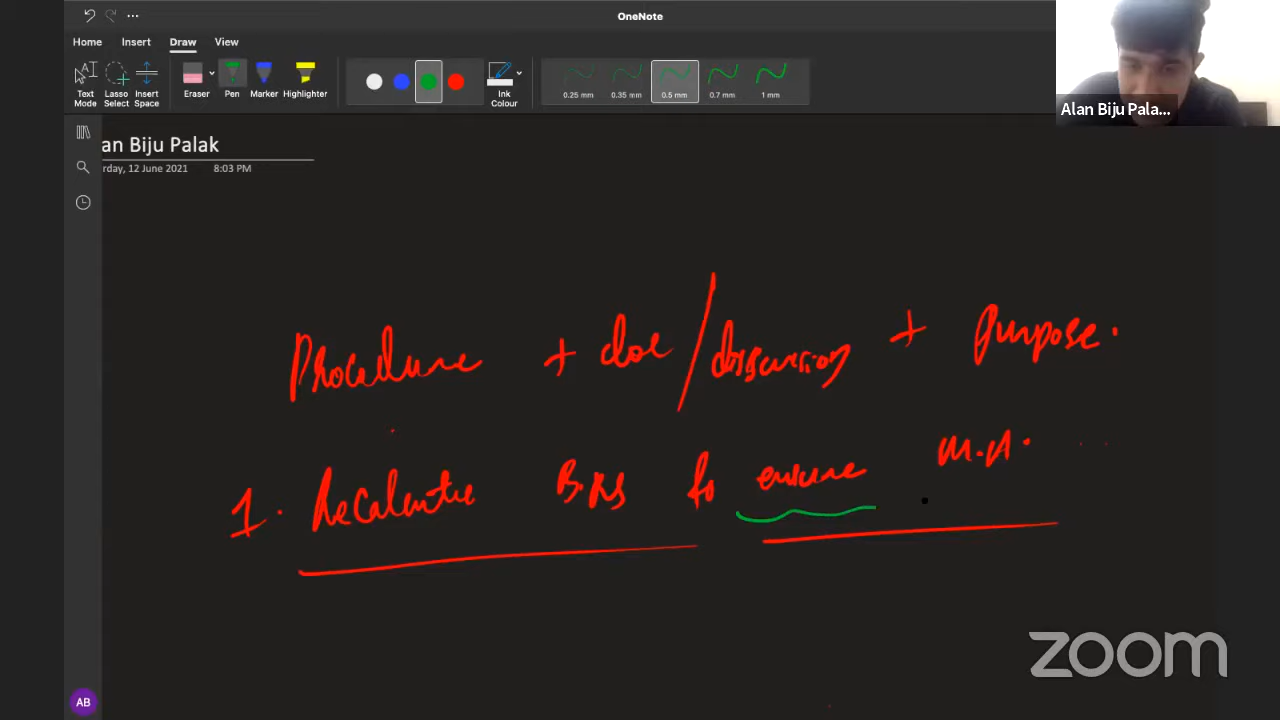 OneNote
Home Insert Draw View
Text Mode Lasso Select Insert Space Eraser Pen Marker Highlighter Ink Colour 0.25 mm 0.35 mm 0.5 mm 0.7 mm 1 mm
Alan Biju Pala...
an Biju Palak
rday, 12 June 2021 8:03 PM
Procedure + doc / discussion + purpose.
1. Recalculate BRS to ensure M.A.
AB
zoom